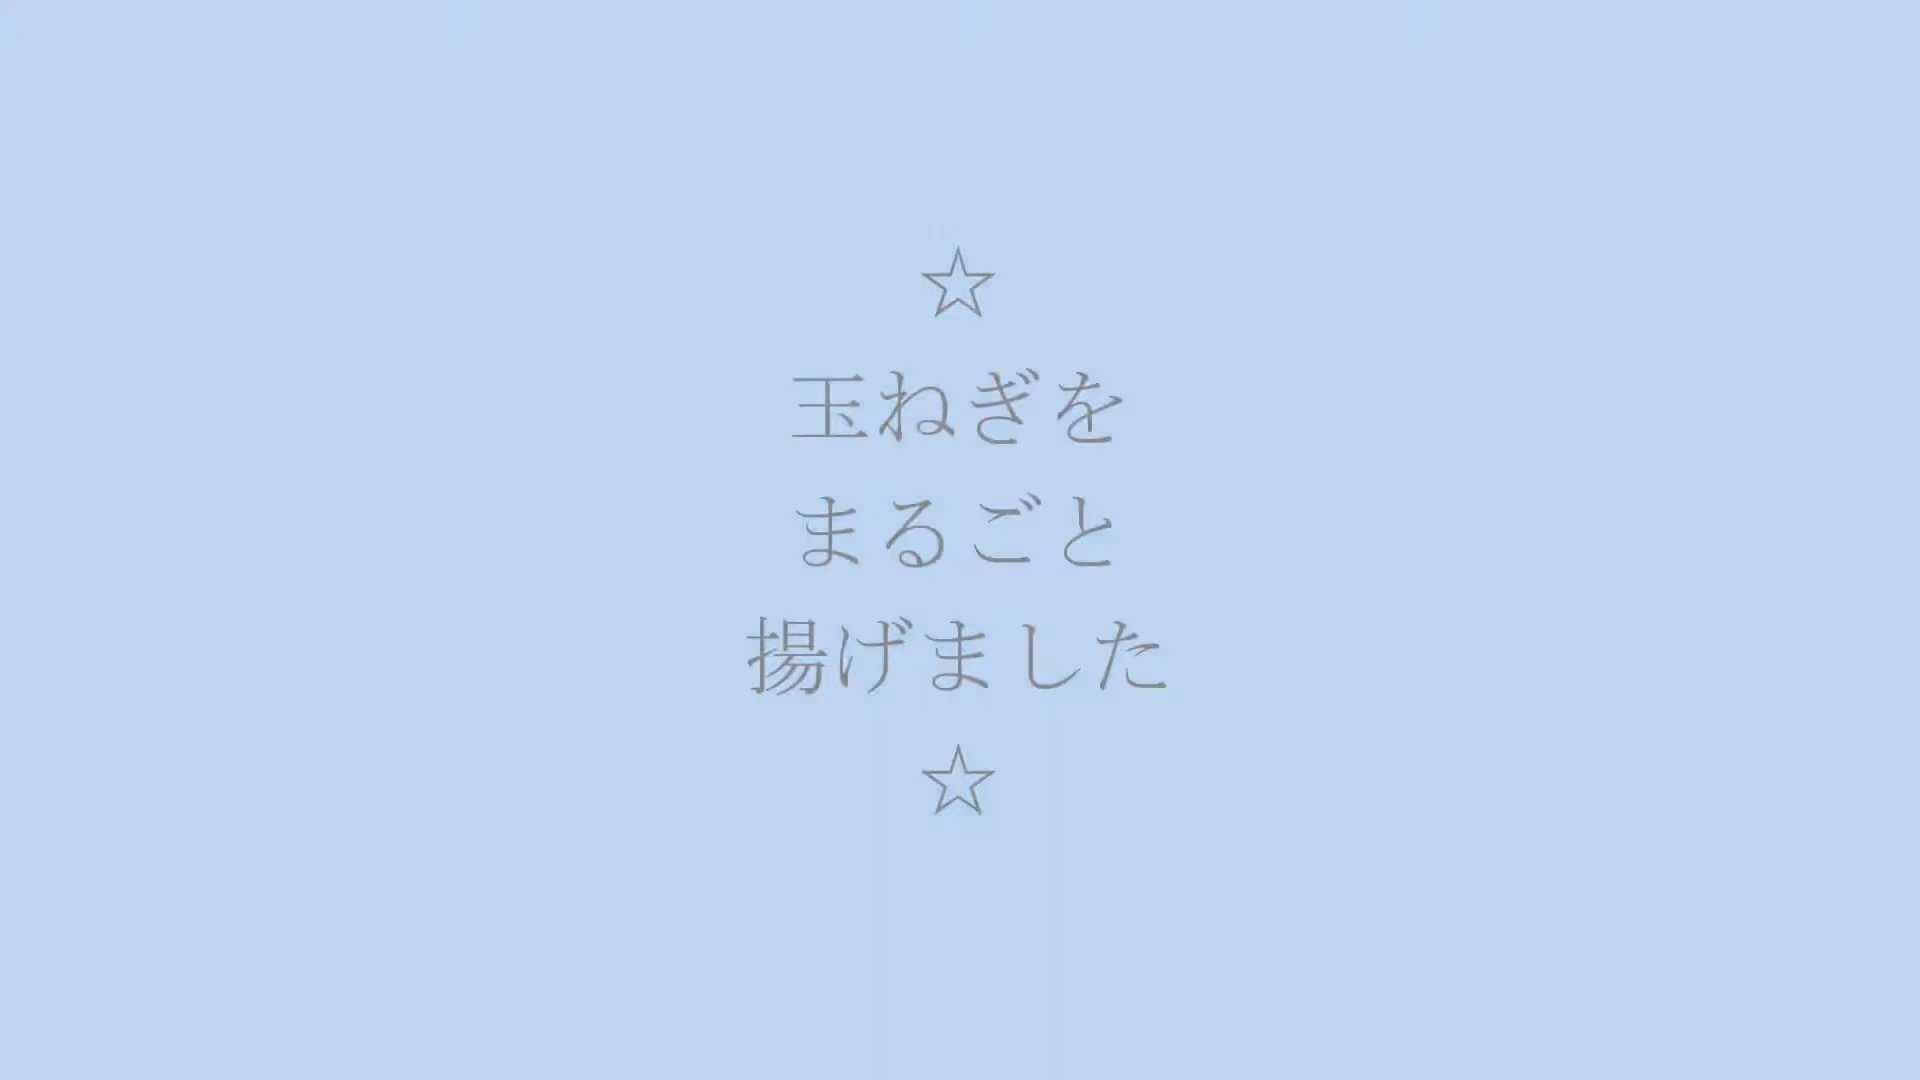 ☆
玉ねぎを
まるごと
揚げました
☆